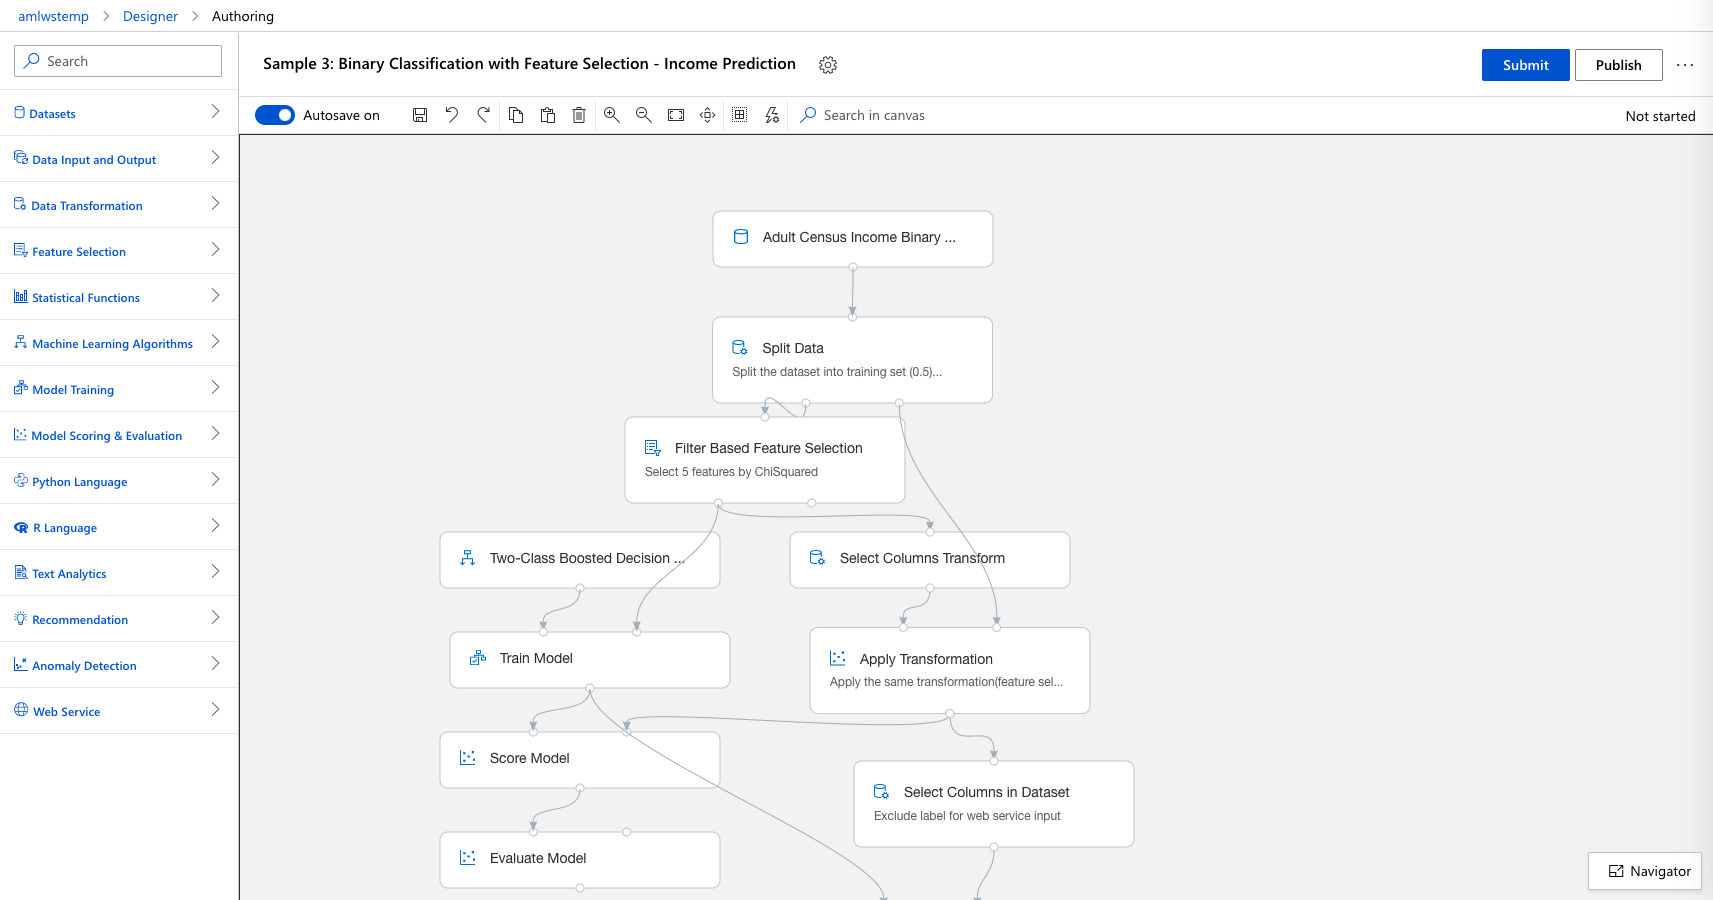 amlwstemp > Designer > Authoring
Search
Sample 3: Binary Classification with Feature Selection - Income Prediction
Submit
Publish
...
Autosave on
Search in canvas
Not started
Datasets
Data Input and Output
Data Transformation
Feature Selection
Statistical Functions
Machine Learning Algorithms
Model Training
Model Scoring & Evaluation
Python Language
R Language
Text Analytics
Recommendation
Anomaly Detection
Web Service
Adult Census Income Binary ...
Split Data
Split the dataset into training set (0.5)...
Filter Based Feature Selection
Select 5 features by ChiSquared
Two-Class Boosted Decision ...
Select Columns Transform
Train Model
Apply Transformation
Apply the same transformation(feature sel...
Score Model
Select Columns in Dataset
Exclude label for web service input
Evaluate Model
Navigator